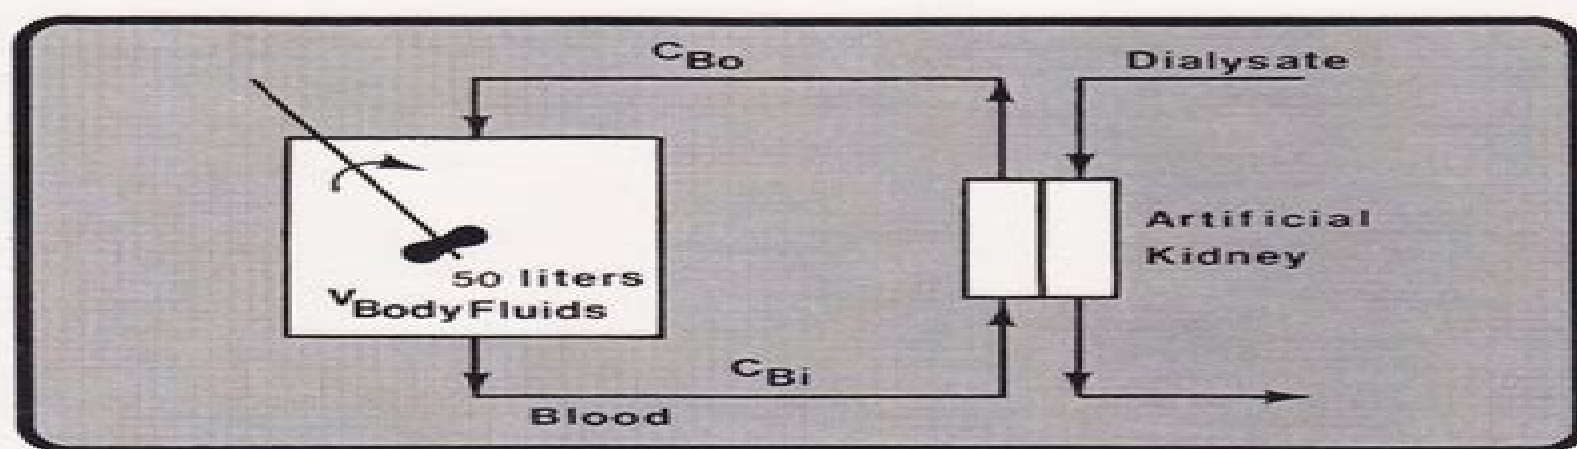 CBo
Dialysate
Artificial
Kidney
50 liters
VBodyFluids
CBi
Blood